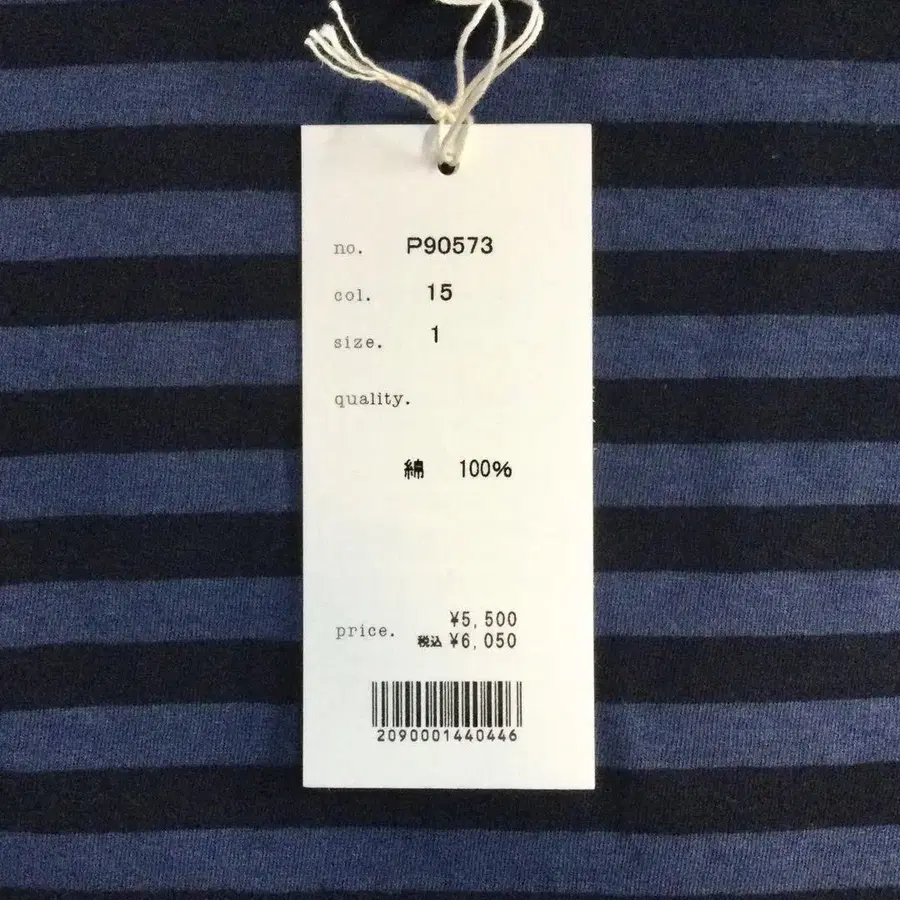 no. P90573
col. 15
size. 1
quality.
綿 100%
¥5,500
price. 税込 ¥6,050
2090001440446